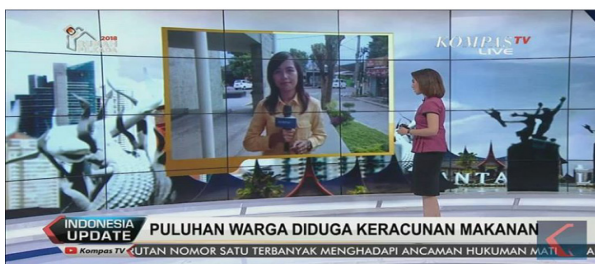 2018
KOMPAS TV
LIVE
ANTA
INDONESIA
UPDATE
PULUHAN WARGA DIDUGA KERACUNAN MAKANAN
Kompas TV
UTAN NOMOR SATU TERBANYAK MENGHADAPI ANCAMAN HUKUMAN MATI